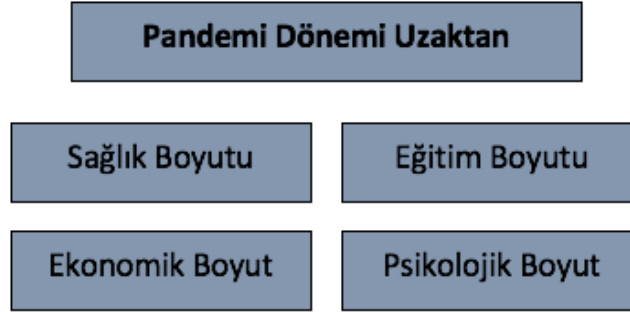 Pandemi Dönemi Uzaktan
Sağlık Boyutu
Eğitim Boyutu
Ekonomik Boyut
Psikolojik Boyut